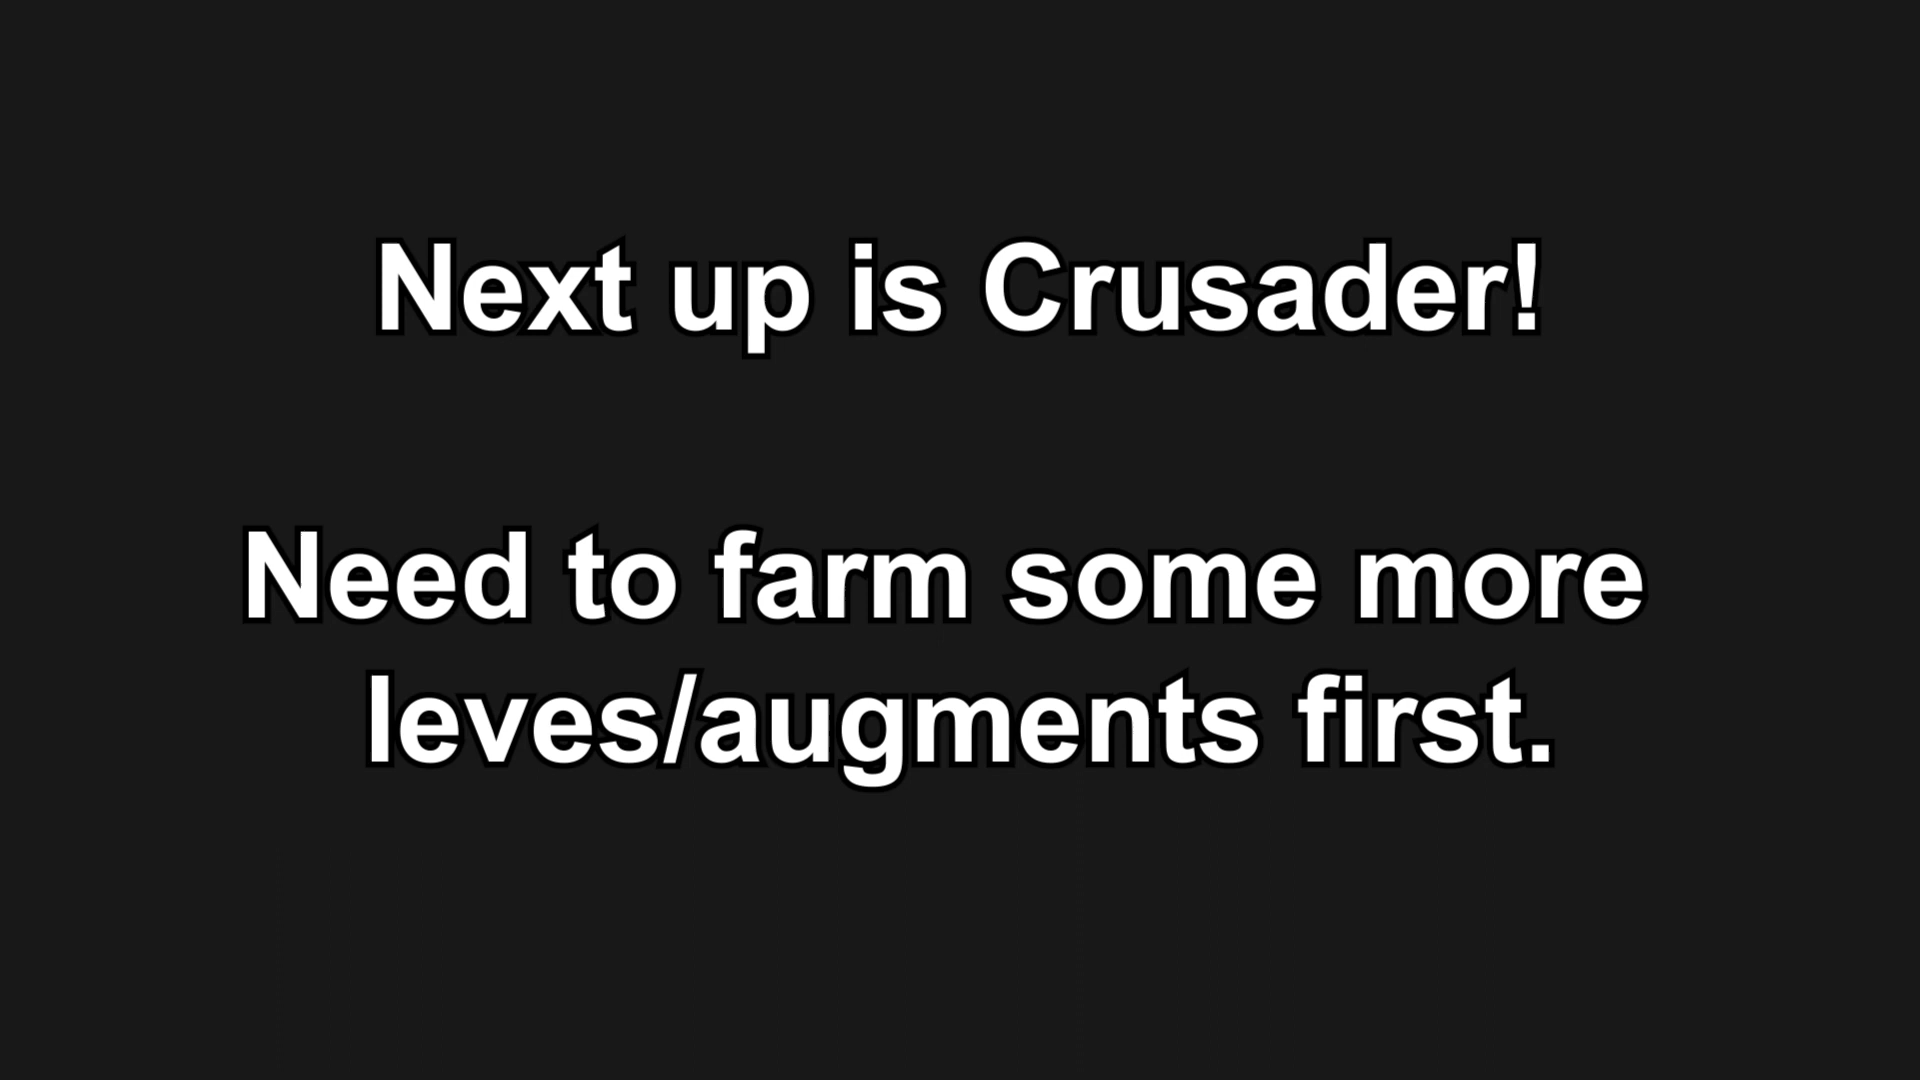 Next up is Crusader!
Need to farm some more
leves/augments first.